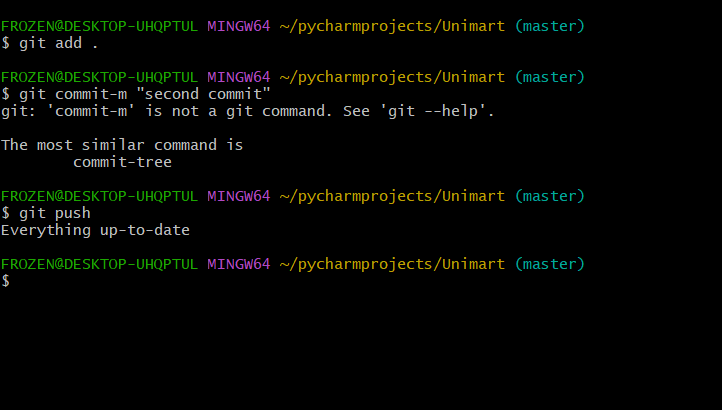 FROZEN@DESKTOP-UHQPTUL MINGW64 ~/pycharmprojects/Unimart (master)
$ git add .
FROZEN@DESKTOP-UHQPTUL MINGW64 ~/pycharmprojects/Unimart (master)
$ git commit-m "second commit"
git: 'commit-m' is not a git command. See 'git --help'.
The most similar command is
commit-tree
FROZEN@DESKTOP-UHQPTUL MINGW64 ~/pycharmprojects/Unimart (master)
$ git push
Everything up-to-date
FROZEN@DESKTOP-UHQPTUL MINGW64 ~/pycharmprojects/Unimart (master)
$